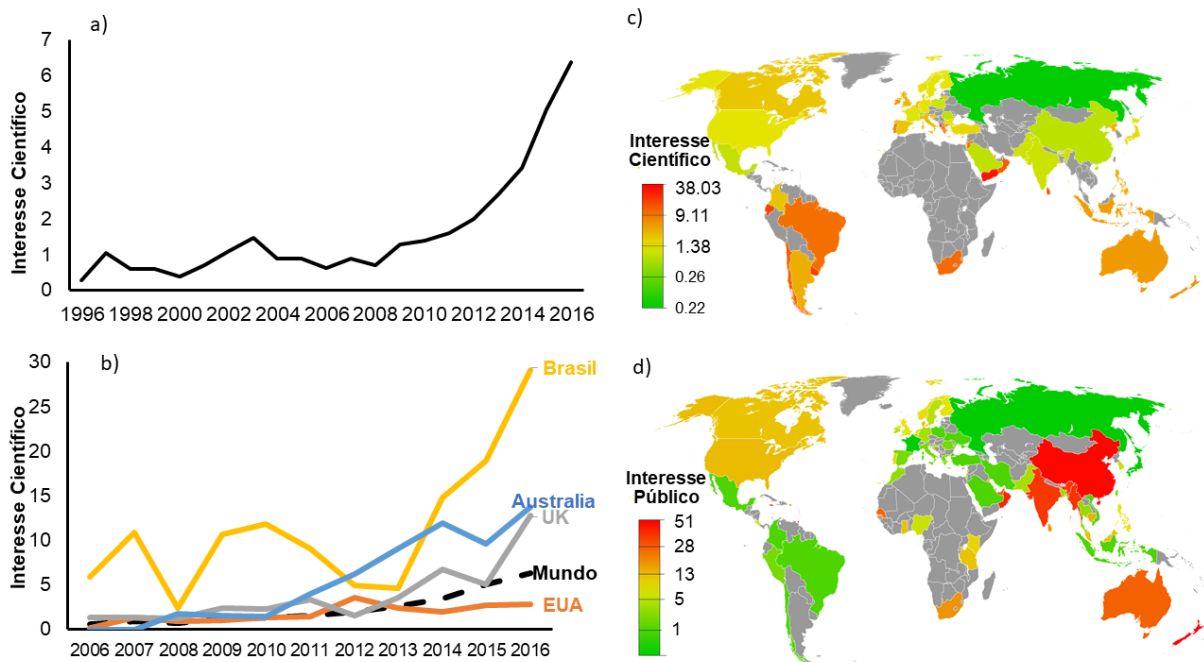 a)
Interesse Científico
7
6
5
4
3
2
1
0
1996 1998 2000 2002 2004 2006 2008 2010 2012 2014 2016
b)
Interesse Científico
30
25
20
15
10
5
0
Brasil
Australia
UK
Mundo
EUA
2006 2007 2008 2009 2010 2011 2012 2013 2014 2015 2016
c)
Interesse
Científico
38.03
9.11
1.38
0.26
0.22
d)
Interesse
Público
51
28
13
5
1